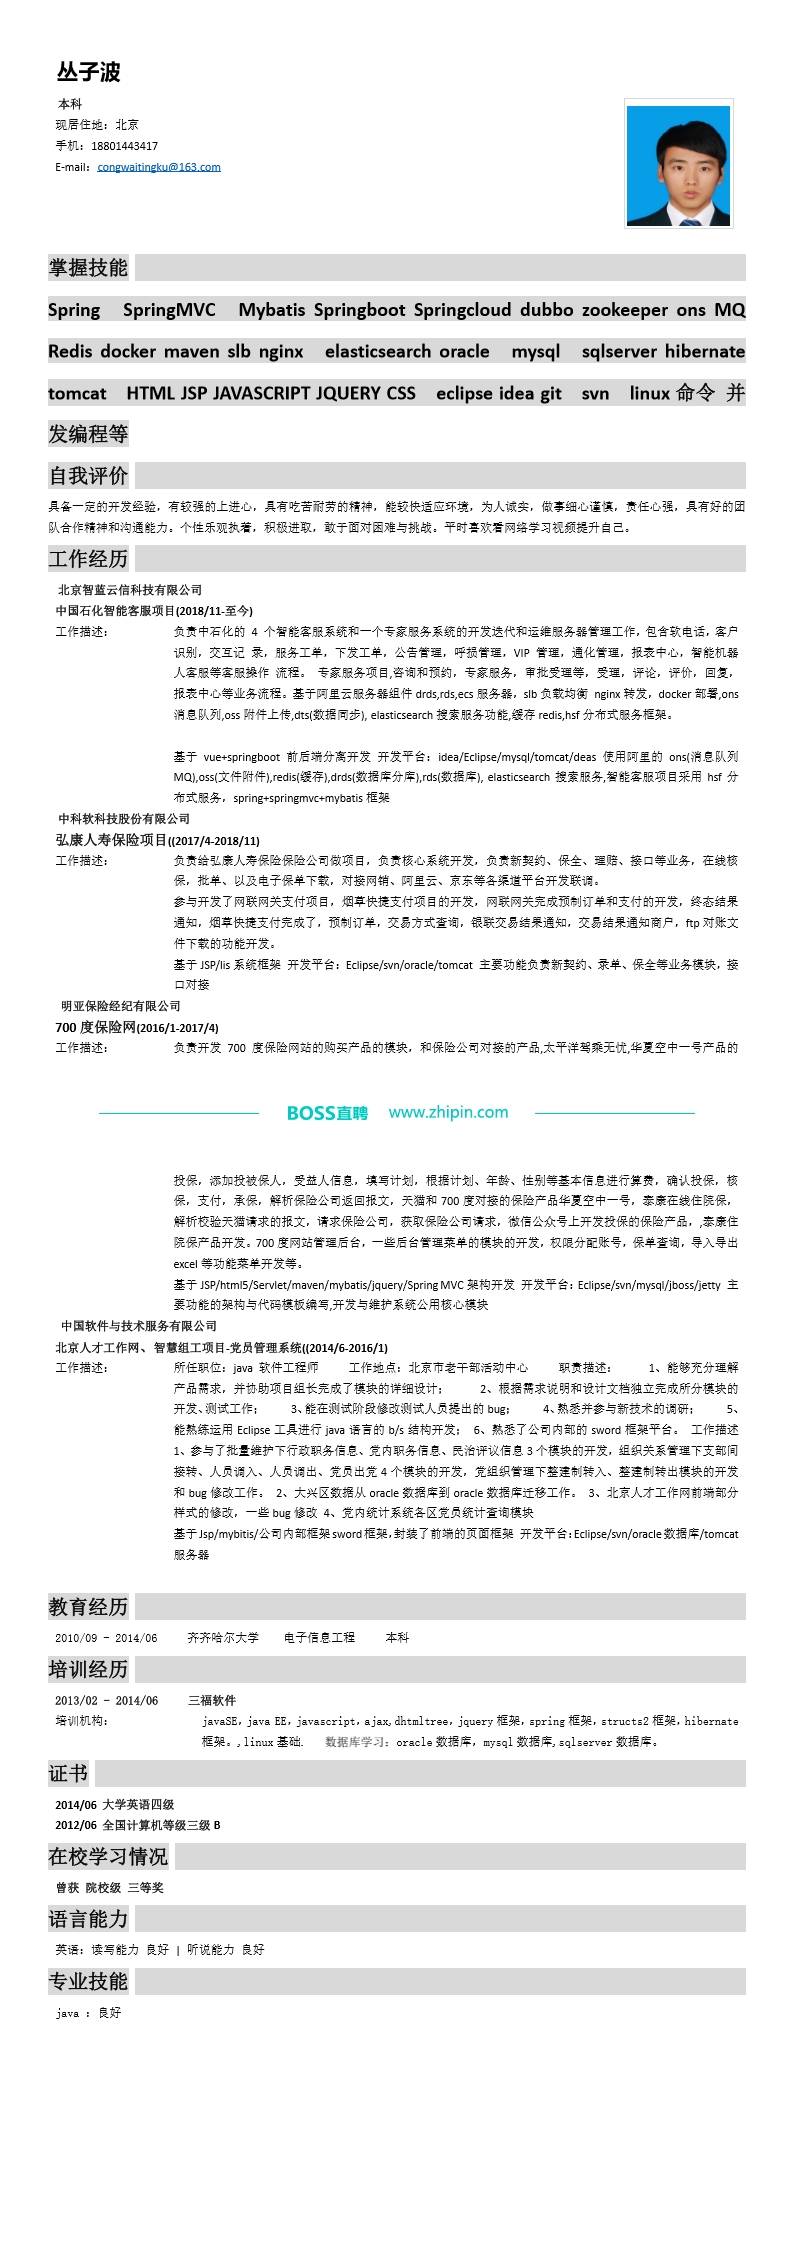 丛子波
本科
现居住地：北京
手机：18801443417
E-mail：congwaitingku@163.com
掌握技能
Spring SpringMVC Mybatis Springboot Springcloud dubbo zookeeper ons MQ
Redis docker maven slb nginx elasticsearch oracle mysql sqlserver hibernate
tomcat HTML JSP JAVASCRIPT JQUERY CSS eclipse idea git svn linux 命令 并
发编程等
自我评价
具备一定的开发经验，有较强的上进心，具有吃苦耐劳的精神，能较快适应环境，为人诚实，做事细心谨慎，责任心强，具有好的团
队合作精神和沟通能力。个性乐观执着，积极进取，敢于面对困难与挑战。平时喜欢看网络学习视频提升自己。
工作经历
北京智蓝云信科技有限公司
中国石化智能客服项目(2018/11-至今)
工作描述： 负责中石化的 4 个智能客服系统和一个专家服务系统的开发迭代和运维服务器管理工作，包含软电话，客户
识别，交互记 录，服务工单，下发工单，公告管理，呼损管理，VIP 管理，通化管理，报表中心，智能机器
人客服等客服操作 流程。 专家服务项目,咨询和预约，专家服务，审批受理等，受理，评论，评价，回复，
报表中心等业务流程。基于阿里云服务器组件 drds,rds,ecs 服务器，slb 负载均衡 nginx 转发，docker 部署,ons
消息队列,oss 附件上传,dts(数据同步), elasticsearch 搜索服务功能,缓存 redis,hsf 分布式服务框架。
基于 vue+springboot 前后端分离开发 开发平台：idea/Eclipse/mysql/tomcat/deas 使用阿里的 ons(消息队列
MQ),oss(文件附件),redis(缓存),drds(数据库分库),rds(数据库), elasticsearch 搜索服务,智能客服项目采用 hsf 分
布式服务，spring+springmvc+mybatis 框架
中科软科技股份有限公司
弘康人寿保险项目((2017/4-2018/11)
工作描述： 负责给弘康人寿保险保险公司做项目，负责核心系统开发，负责新契约、保全、理赔、接口等业务，在线核
保，批单、以及电子保单下载，对接网销、阿里云、京东等各渠道平台开发联调。
参与开发了网联网关支付项目，烟草快捷支付项目的开发，网联网关完成预制订单和支付的开发，终态结果
通知，烟草快捷支付完成了，预制订单，交易方式查询，银联交易结果通知，交易结果通知商户，ftp 对账文
件下载的功能开发。
基于 JSP/lis 系统框架 开发平台：Eclipse/svn/oracle/tomcat 主要功能负责新契约、录单、保全等业务模块，接
口对接
明亚保险经纪有限公司
700 度保险网(2016/1-2017/4)
工作描述： 负责开发 700 度保险网站的购买产品的模块，和保险公司对接的产品,太平洋驾乘无忧,华夏空中一号产品的
BOSS直聘 www.zhipin.com
投保，添加投被保人，受益人信息，填写计划，根据计划、年龄、性别等基本信息进行算费，确认投保，核
保，支付，承保，解析保险公司返回报文，天猫和 700 度对接的保险产品华夏空中一号，泰康在线住院保，
解析校验天猫请求的报文，请求保险公司，获取保险公司请求，微信公众号上开发投保的保险产品，,泰康住
院保产品开发。700 度网站管理后台，一些后台管理菜单的模块的开发，权限分配账号，保单查询，导入导出
excel 等功能菜单开发等。
基于 JSP/html5/Servlet/maven/mybatis/jquery/Spring MVC 架构开发 开发平台：Eclipse/svn/mysql/jboss/jetty 主
要功能的架构与代码模板编写,开发与维护系统公用核心模块
中国软件与技术服务有限公司
北京人才工作网、智慧组工项目-党员管理系统((2014/6-2016/1)
工作描述： 所任职位：java 软件工程师 工作地点：北京市老干部活动中心 职责描述： 1、能够充分理解
产品需求，并协助项目组长完成了模块的详细设计； 2、根据需求说明和设计文档独立完成所分模块的
开发、测试工作； 3、能在测试阶段修改测试人员提出的 bug； 4、熟悉并参与新技术的调研； 5、
能熟练运用 Eclipse 工具进行 java 语言的 b/s 结构开发； 6、熟悉了公司内部的 sword 框架平台。 工作描述
1、参与了批量维护下行政职务信息、党内职务信息、民治评议信息 3 个模块的开发，组织关系管理下支部间
接转、人员调入、人员调出、党员出党 4 个模块的开发，党组织管理下整建制转入、整建制转出模块的开发
和 bug 修改工作。 2、大兴区数据从 oracle 数据库到 oracle 数据库迁移工作。 3、北京人才工作网前端部分
样式的修改，一些 bug 修改 4、党内统计系统各区党员统计查询模块
基于 Jsp/mybitis/公司内部框架 sword 框架，封装了前端的页面框架 开发平台：Eclipse/svn/oracle 数据库/tomcat
服务器
教育经历
2010/09 - 2014/06 齐齐哈尔大学 电子信息工程 本科
培训经历
2013/02 - 2014/06 三福软件
培训机构： javaSE，java EE，javascript，ajax,dhtmltree，jquery 框架，spring 框架，structs2 框架，hibernate
框架。,linux 基础. 数据库学习：oracle 数据库，mysql 数据库,sqlserver 数据库。
证书
2014/06 大学英语四级
2012/06 全国计算机等级三级 B
在校学习情况
曾获 院校级 三等奖
语言能力
英语：读写能力 良好 | 听说能力 良好
专业技能
java ：良好